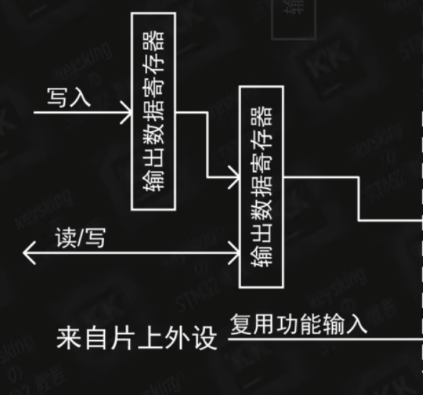 写入
输出数据寄存器
输出数据寄存器
读/写
来自片上外设
复用功能输入